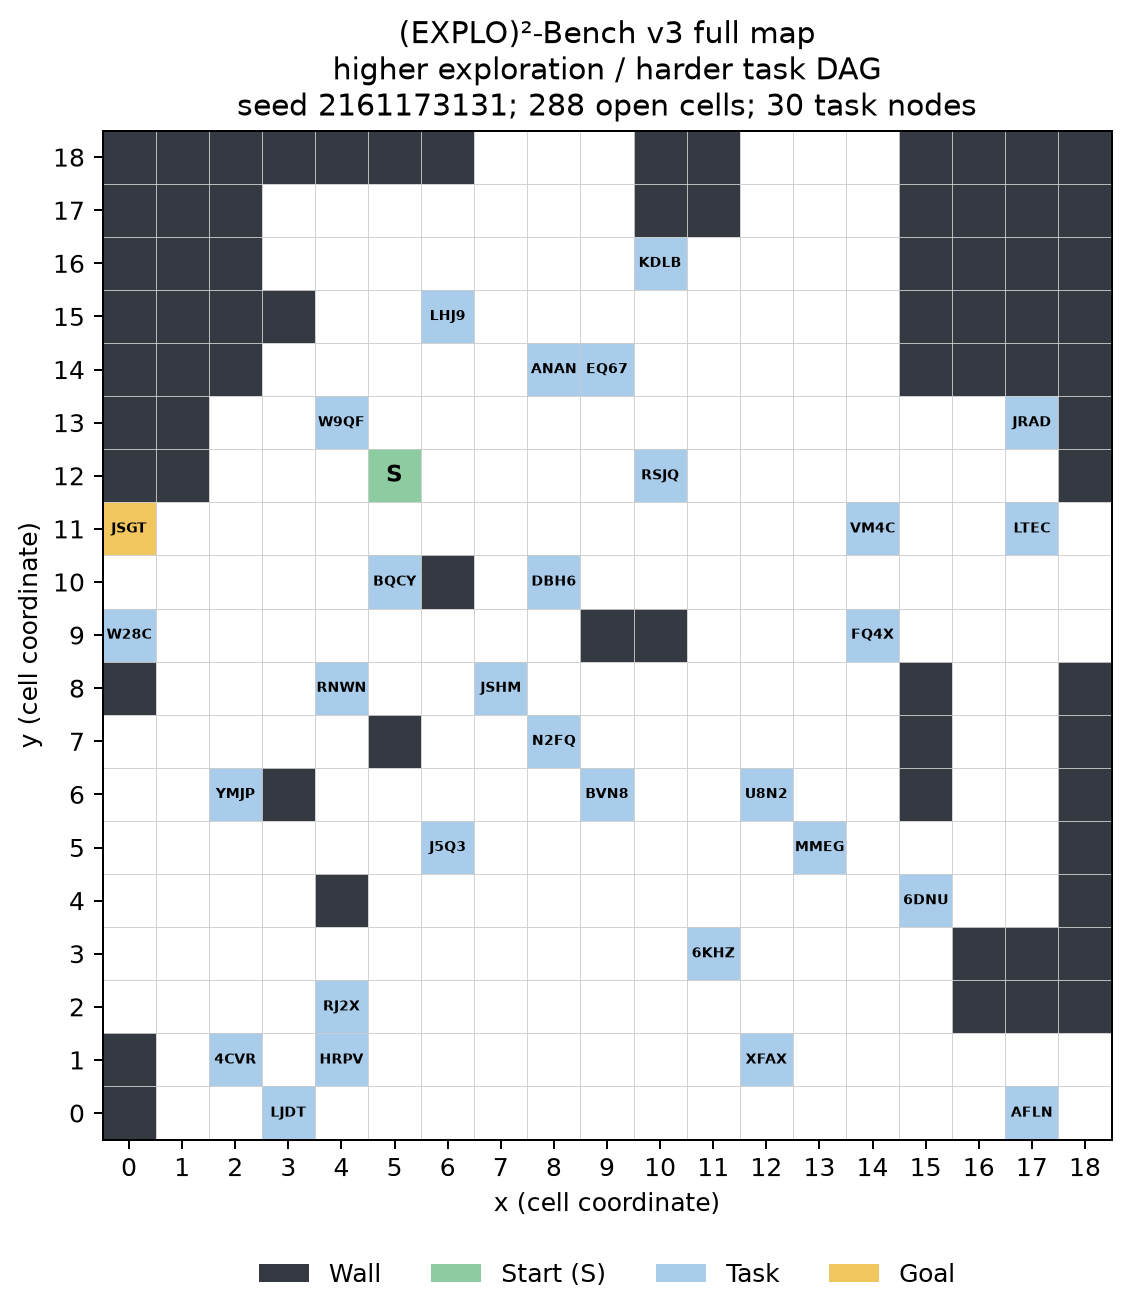 (EXPLO)²-Bench v3 full map
higher exploration / harder task DAG
seed 2161173131; 288 open cells; 30 task nodes
18
17
16 KDLB
15 LHJ9
14 ANAN EQ67
13 W9QF JRAD
12 S RSJQ
11 JSGT VM4C LTEC
10 BQCY DBH6
9 W28C FQ4X
8 RNWN JSHM
7 N2FQ
6 YMJP BVN8 U8N2
5 J5Q3 MMEG
4 6DNU
3 6KHZ
2 RJ2X
1 4CVR HRPV XFAX
0 LJDT AFLN
y (cell coordinate)
0 1 2 3 4 5 6 7 8 9 10 11 12 13 14 15 16 17 18
x (cell coordinate)
Wall Start (S) Task Goal